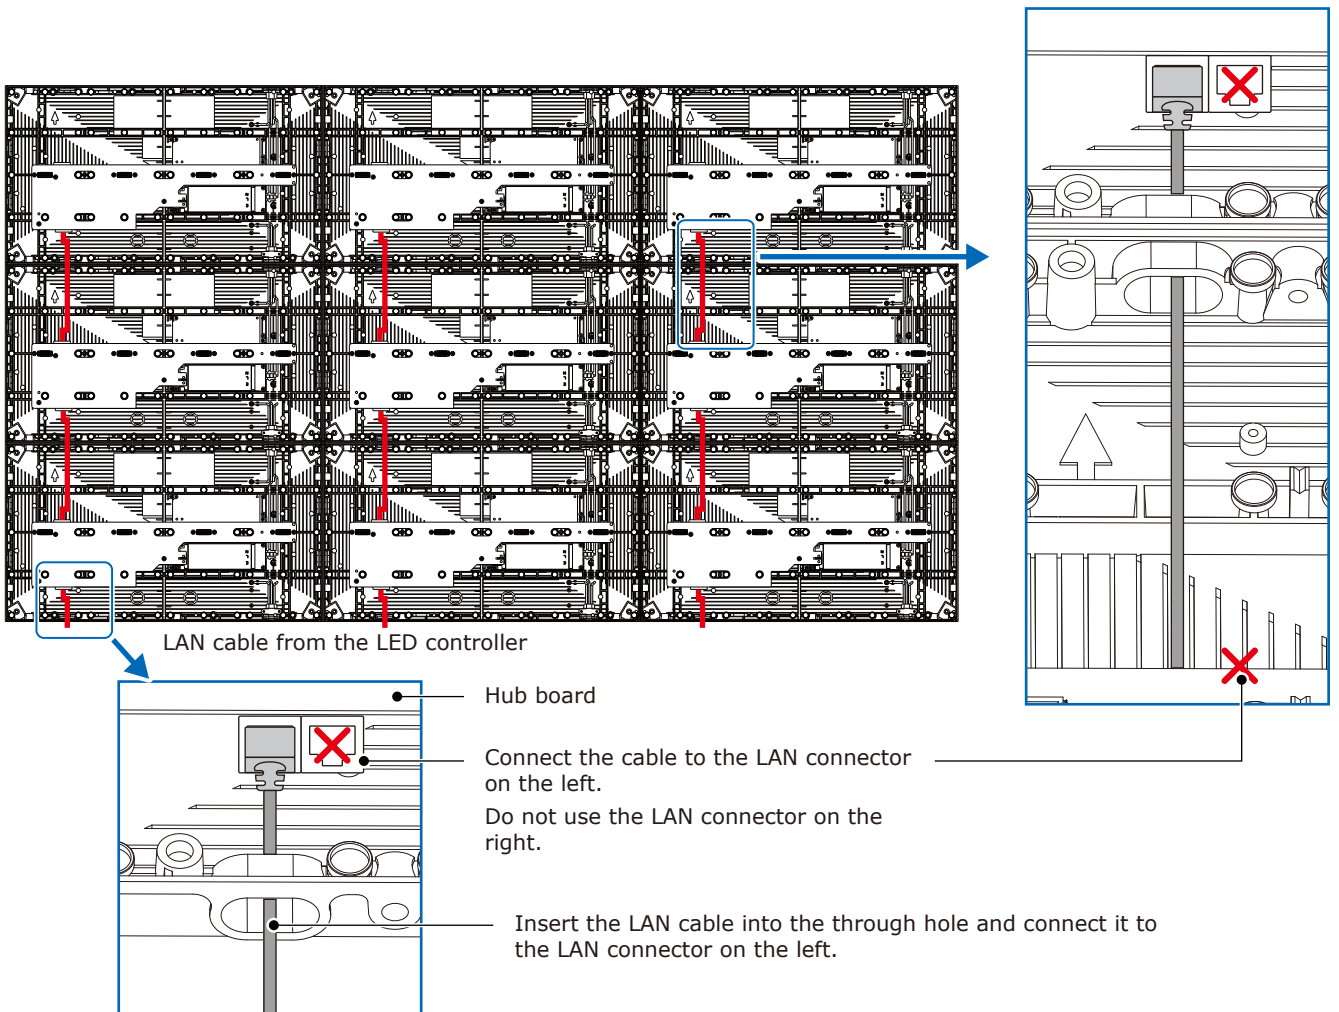 LAN cable from the LED controller
Hub board
Connect the cable to the LAN connector
on the left.
Do not use the LAN connector on the
right.
Insert the LAN cable into the through hole and connect it to
the LAN connector on the left.